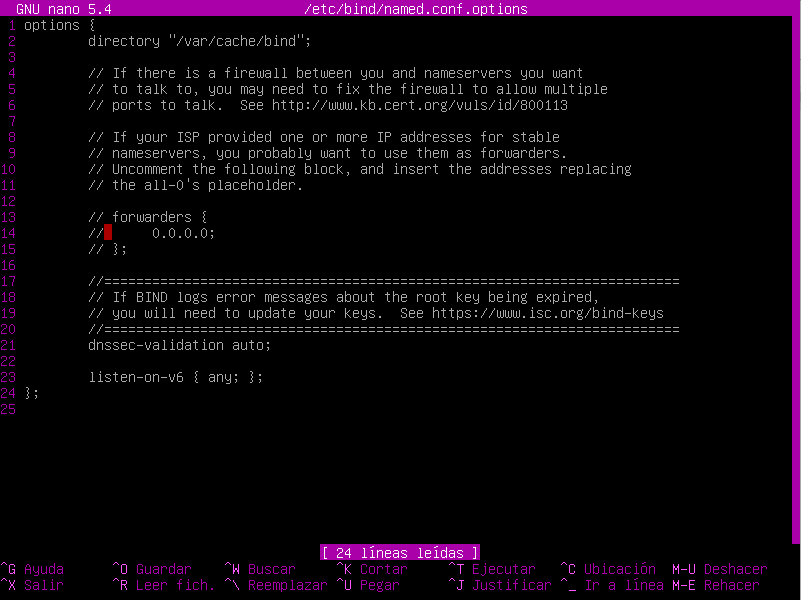 GNU nano 5.4 /etc/bind/named.conf.options
1 options {
2 directory "/var/cache/bind";
3
4 // If there is a firewall between you and nameservers you want
5 // to talk to, you may need to fix the firewall to allow multiple
6 // ports to talk.  See http://www.kb.cert.org/vuls/id/800113
7
8 // If your ISP provided one or more IP addresses for stable
9 // nameservers, you probably want to use them as forwarders.
10 // Uncomment the following block, and insert the addresses replacing
11 // the all-0's placeholder.
12
13 // forwarders {
14 //      0.0.0.0;
15 // };
16
17 //========================================================================
18 // If BIND logs error messages about the root key being expired,
19 // you will need to update your keys.  See https://www.isc.org/bind-keys
20 //========================================================================
21 dnssec-validation auto;
22
23 listen-on-v6 { any; };
24 };
25
[ 24 líneas leídas ]
^G Ayuda ^O Guardar ^W Buscar ^K Cortar ^T Ejecutar ^C Ubicación M-U Deshacer
^X Salir ^R Leer fich. ^\ Reemplazar ^U Pegar ^J Justificar ^_ Ir a línea M-E Rehacer